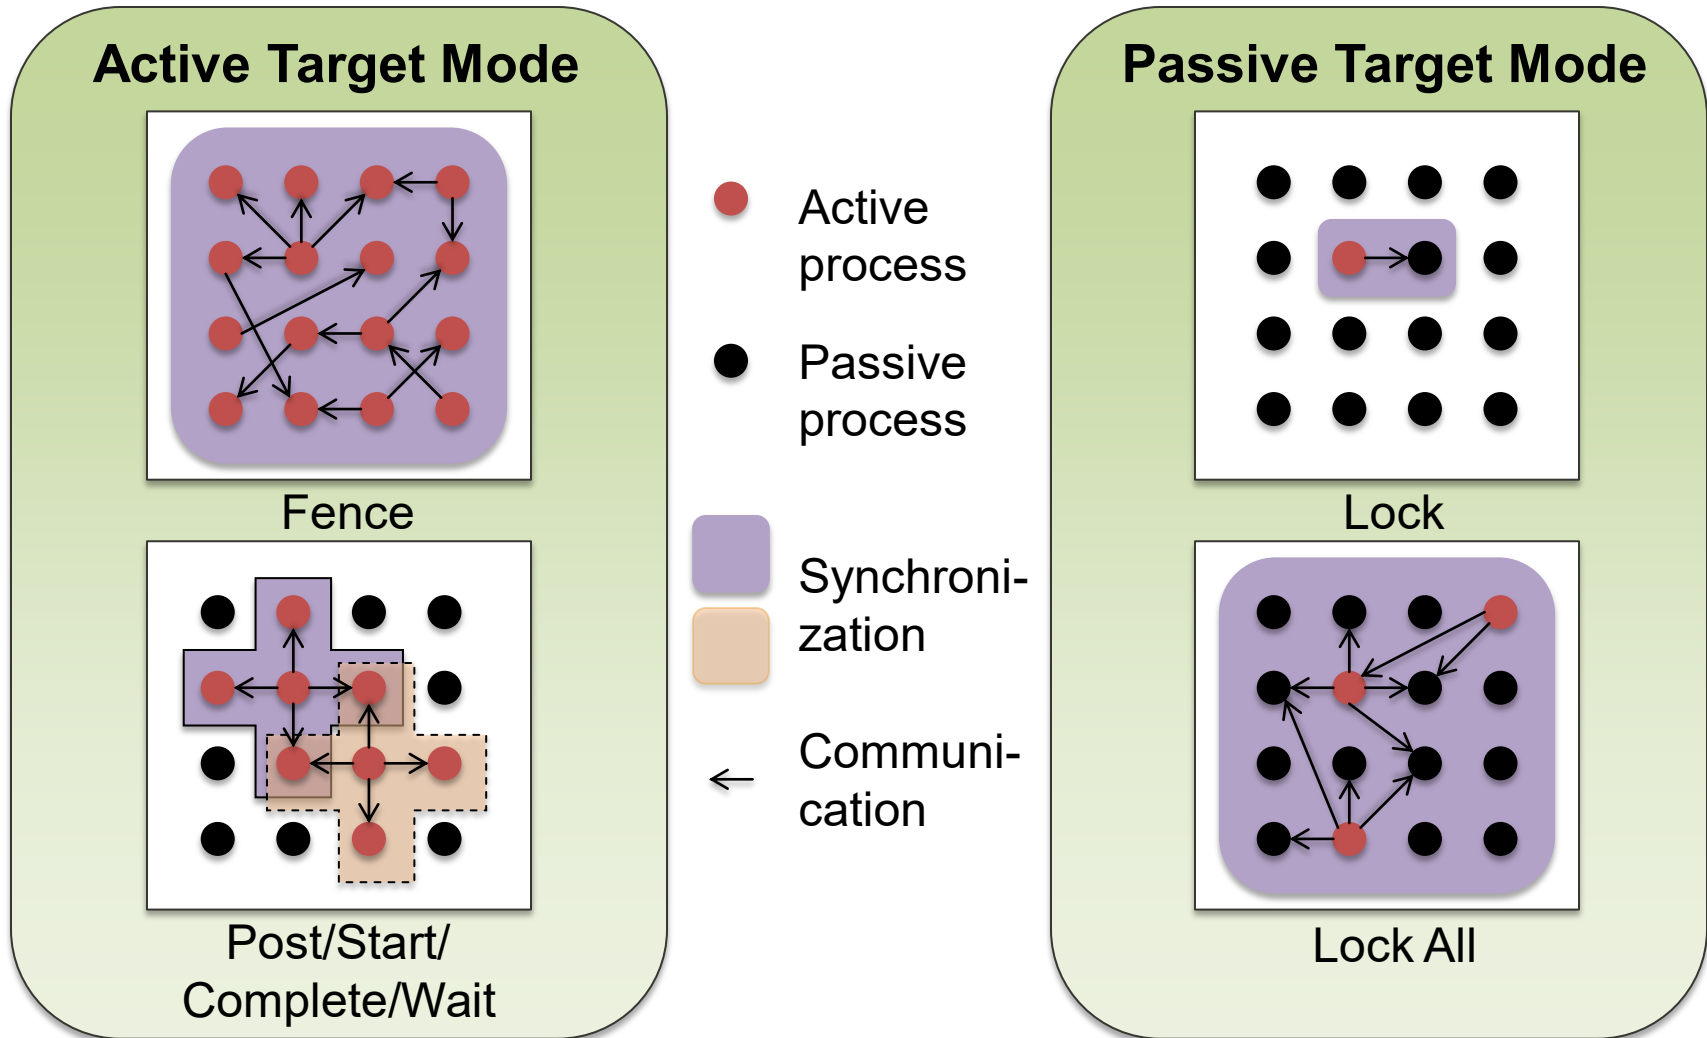 Active Target Mode
Fence
Post/Start/
Complete/Wait
Active
process
Passive
process
Synchroni-
zation
Communi-
cation
Passive Target Mode
Lock
Lock All